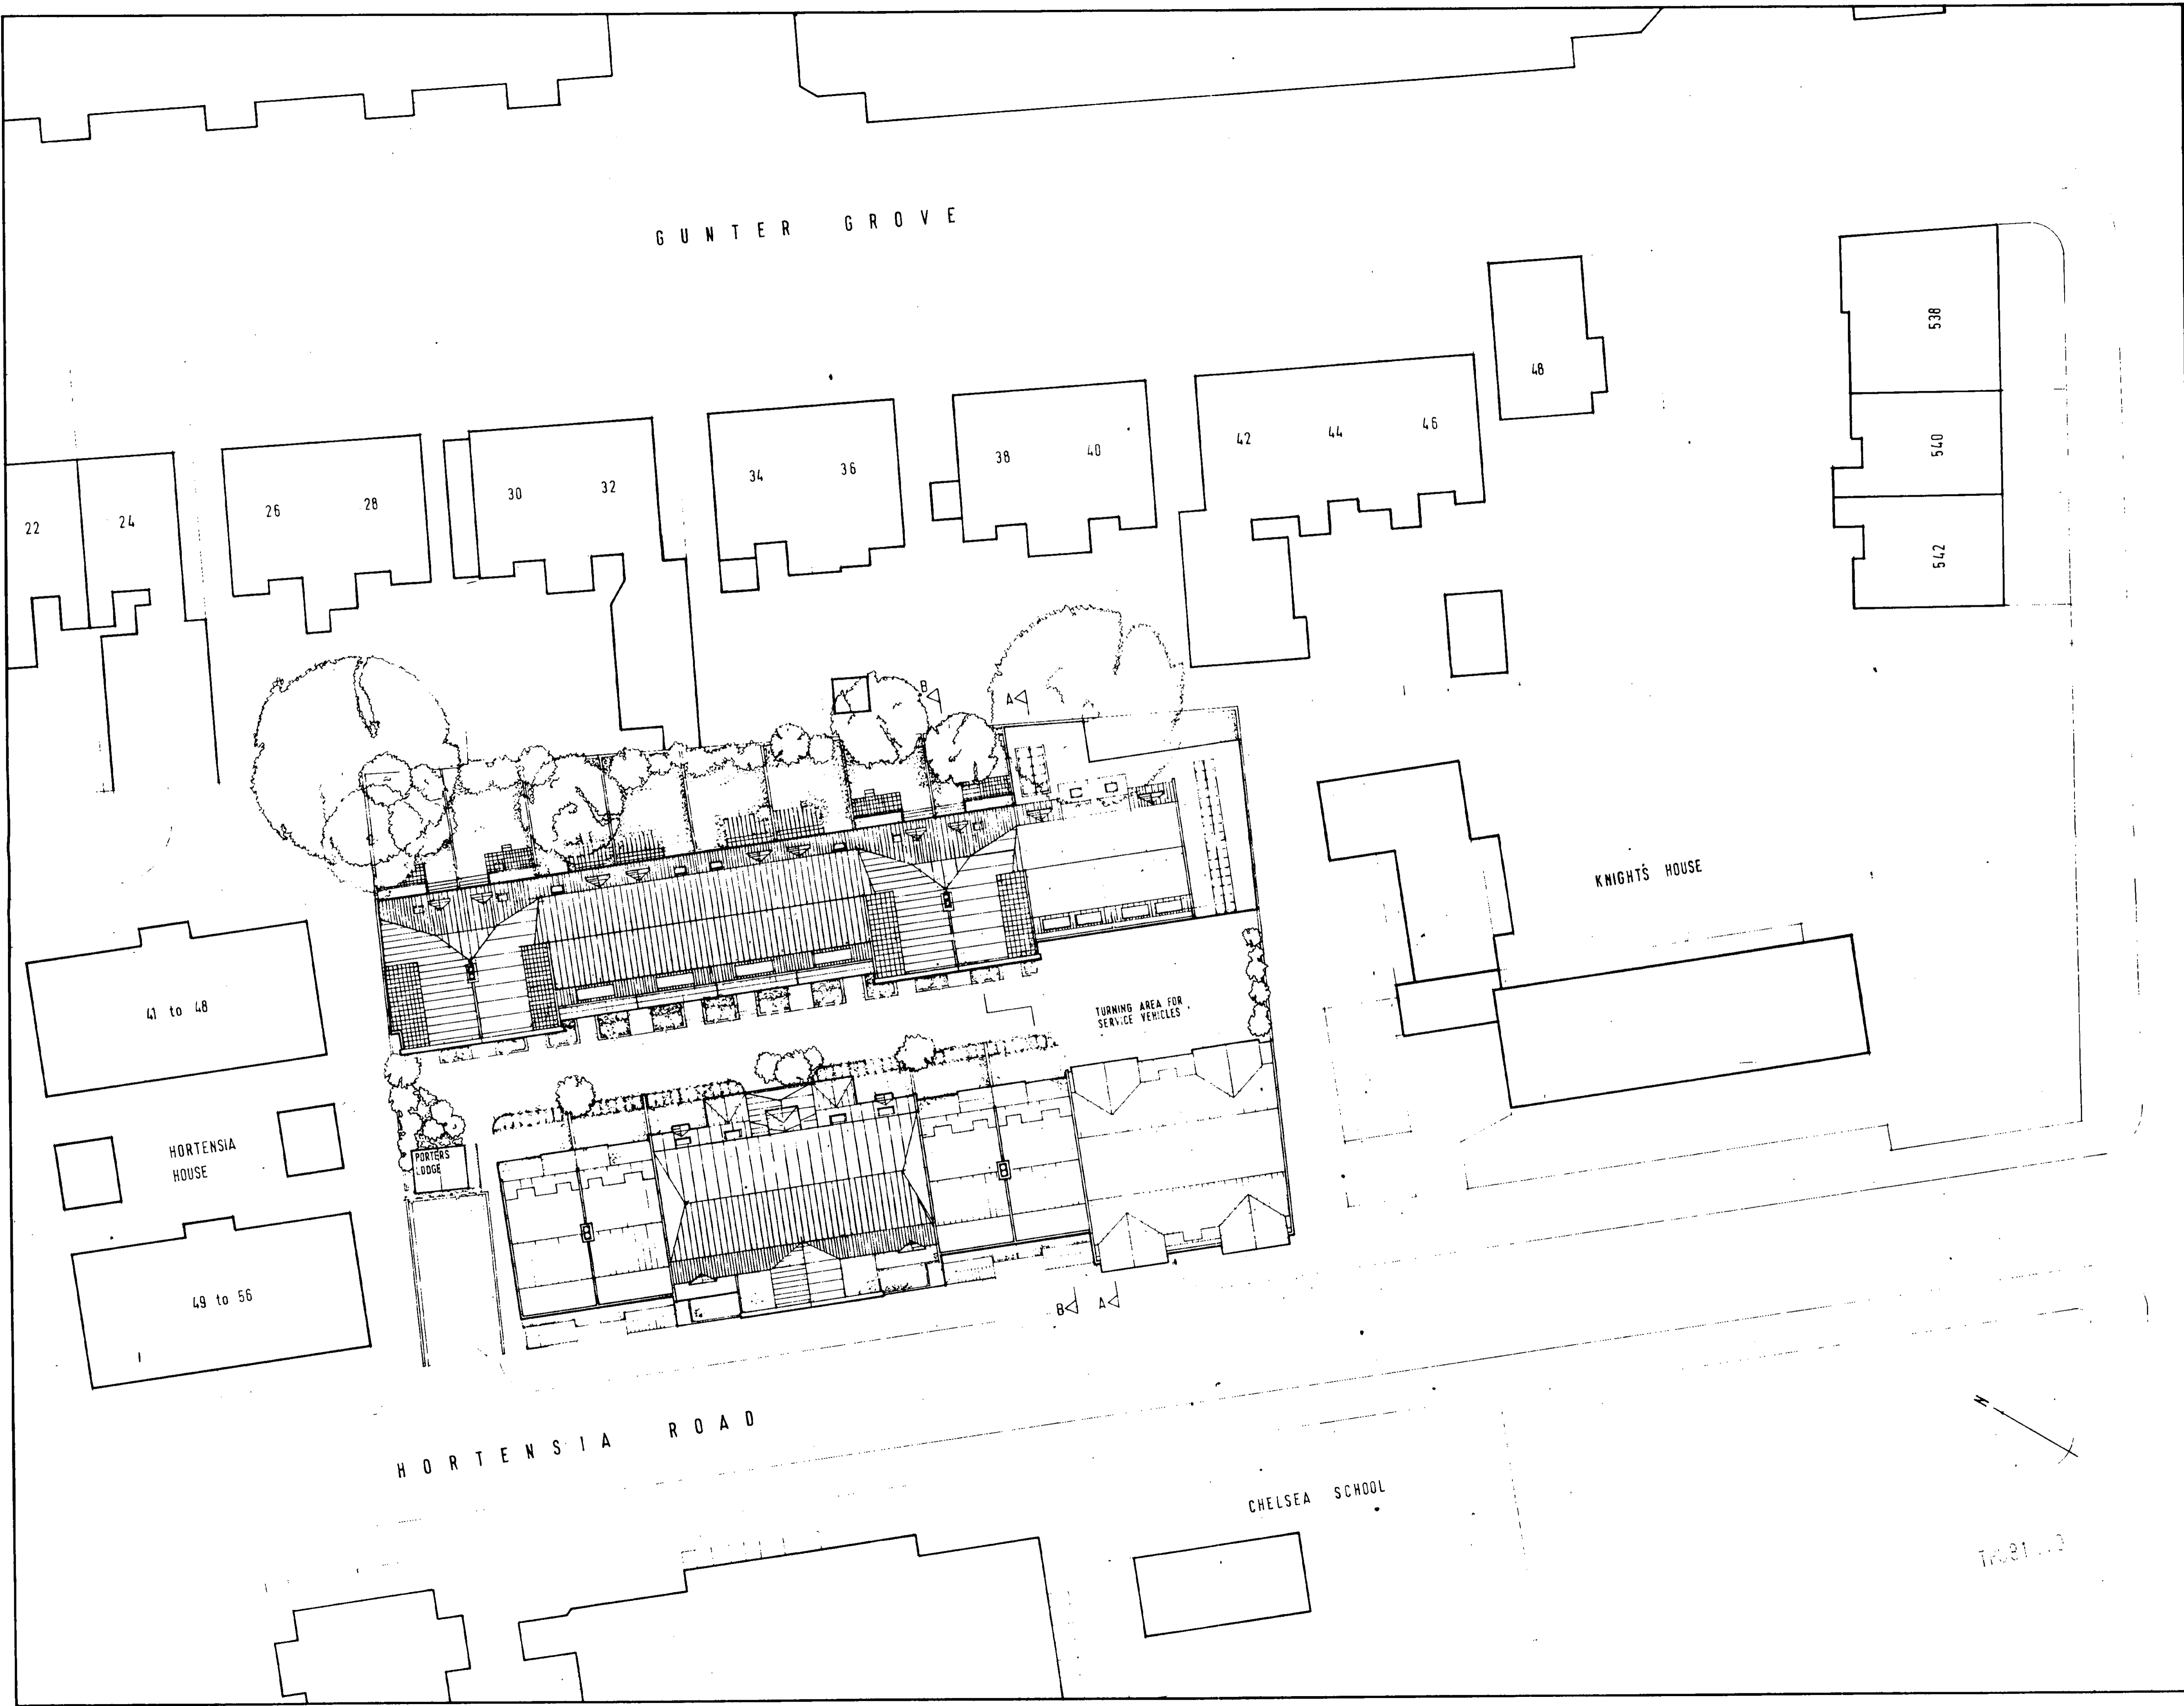 GUNTER GROVE
538
48
540
42 44 46
38 40
34 36
30 32
26 28
22 24
542
B A
KNIGHT'S HOUSE
41 to 48
TURNING AREA FOR
SERVICE VEHICLES
HORTENSIA
HOUSE
PORTERS
LODGE
49 to 56
B A
HORTENSIA ROAD
N
CHELSEA SCHOOL